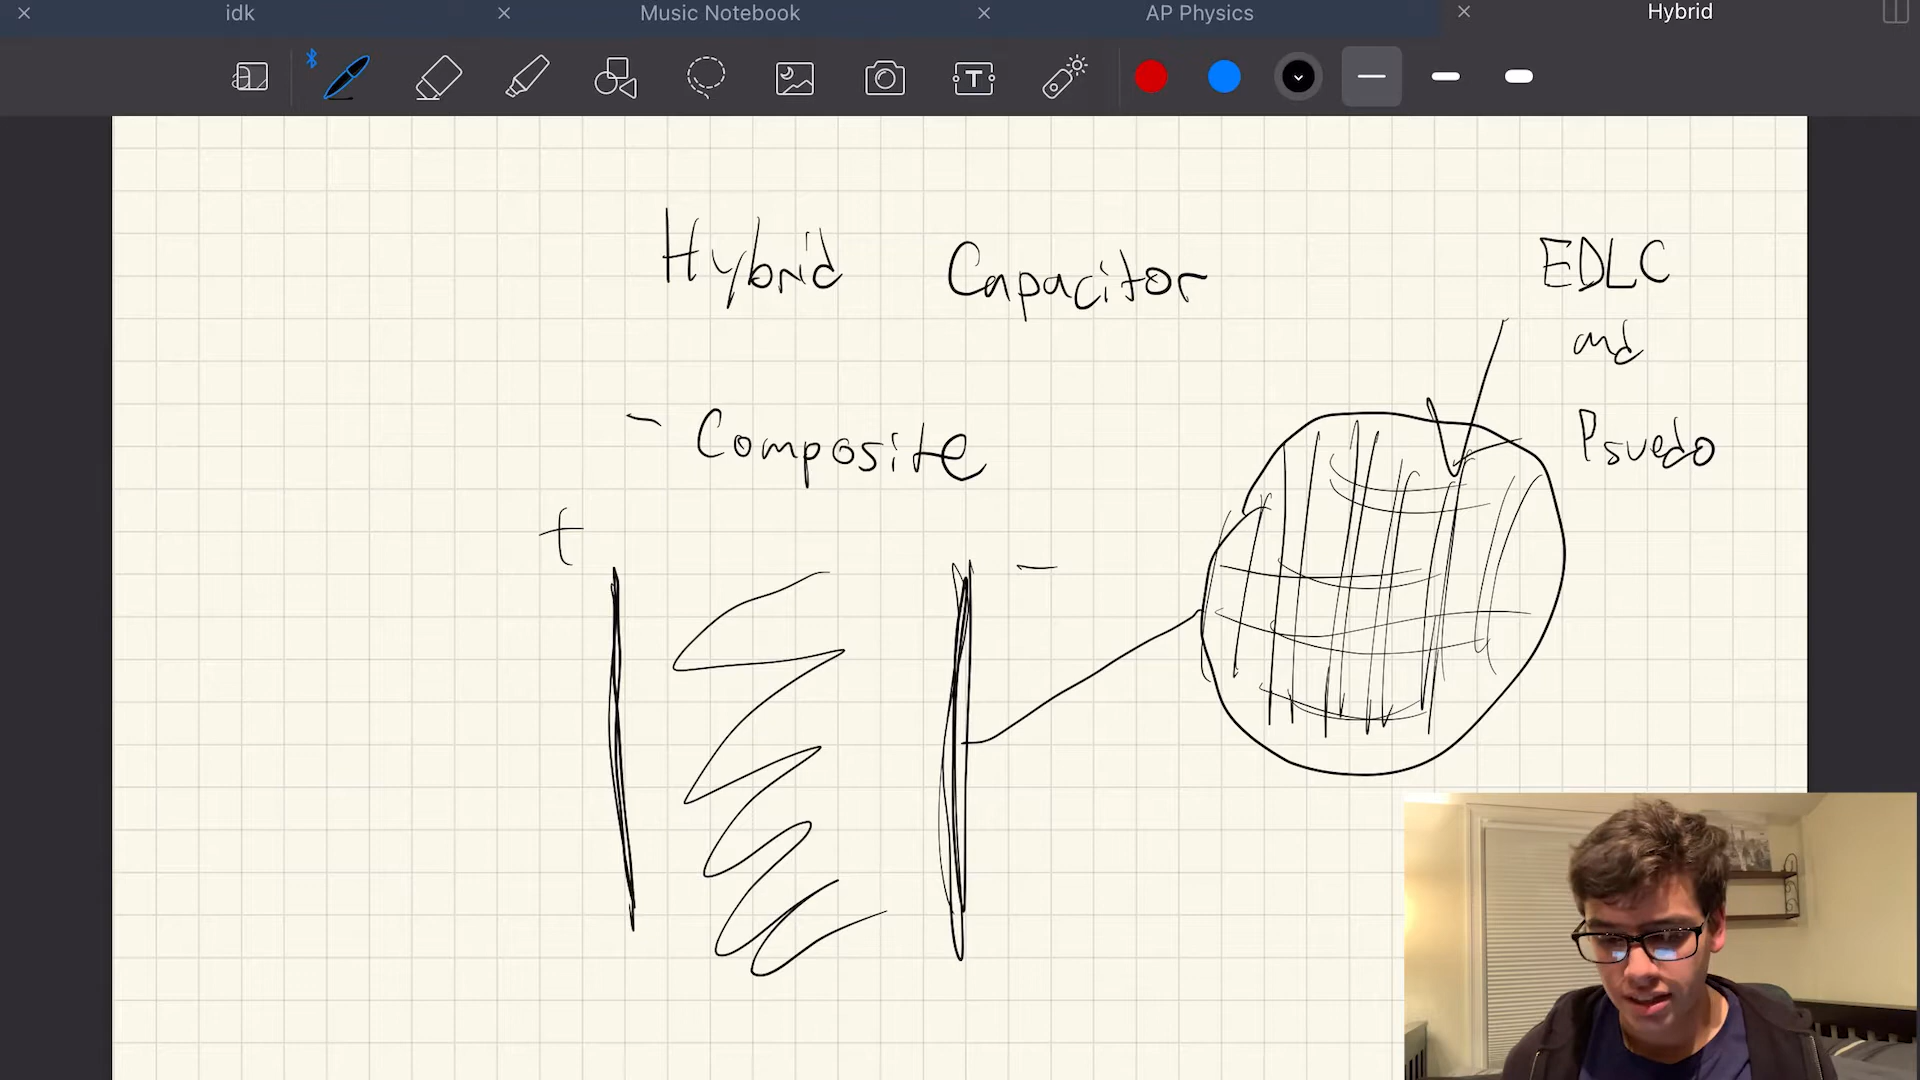 idk
Music Notebook
AP Physics
Hybrid
Hybrid Capacitor
- Composite
+
-
EDLC
and
Psuedo